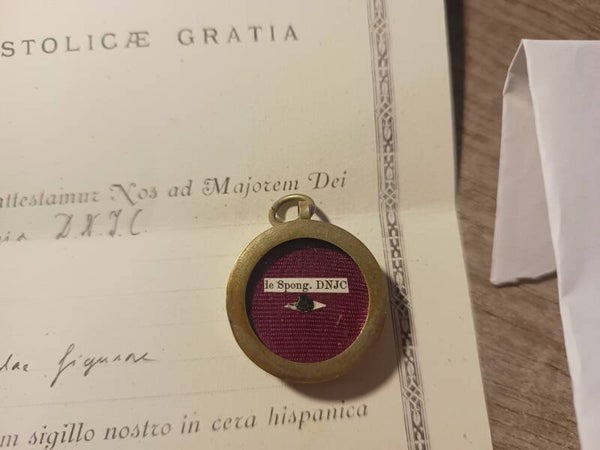 STOLICÆ GRATIA
attestamur Nos ad Majorem Dei
D.N.J.C.
le Spong. DNJC
figurae
m sigillo nostro in cera hispanica